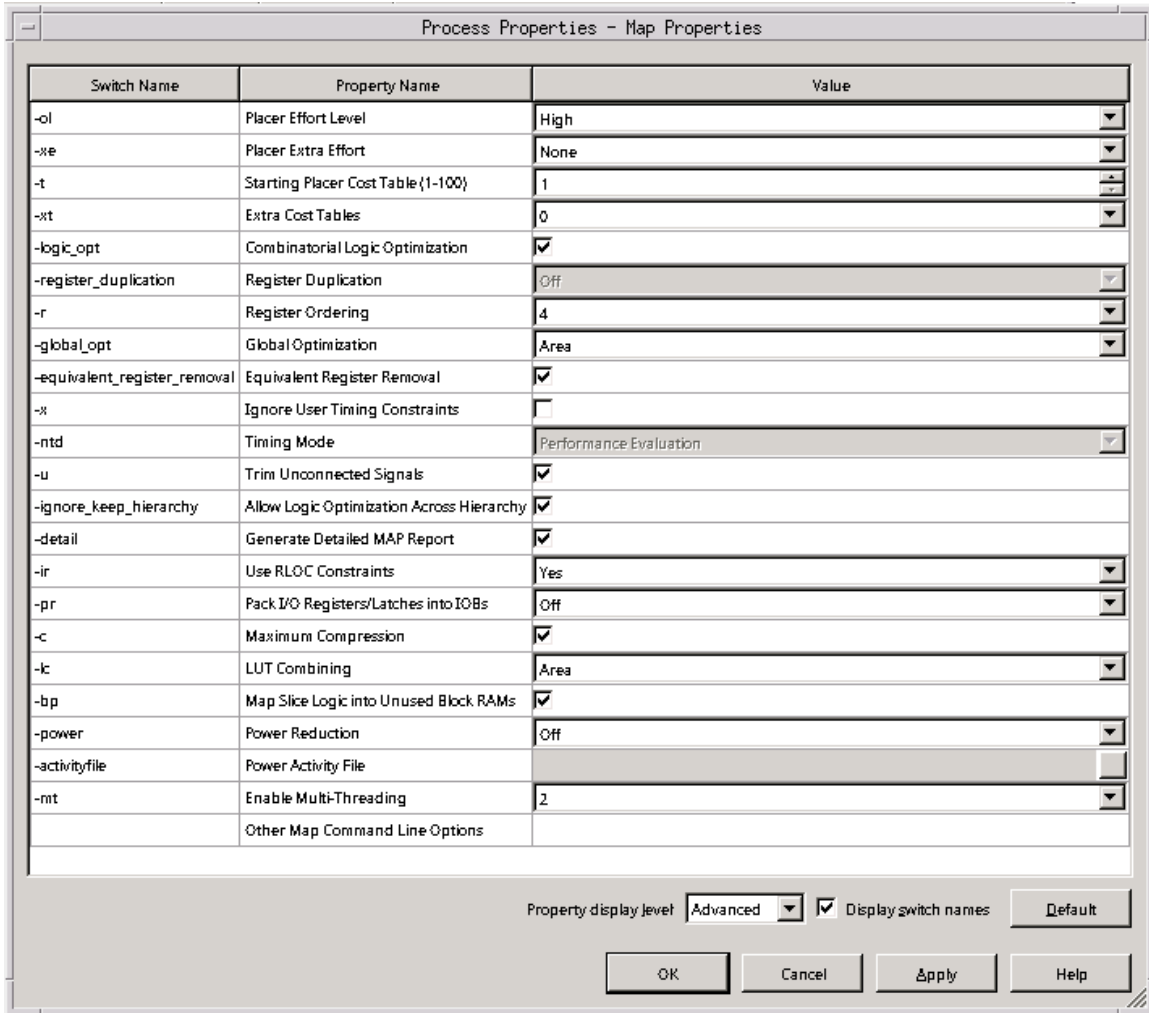 Process Properties - Map Properties
Switch Name Property Name Value
-ol Placer Effort Level High
-xe Placer Extra Effort None
-t Starting Placer Cost Table (1-100) 1
-xt Extra Cost Tables 0
-logic_opt Combinatorial Logic Optimization
-register_duplication Register Duplication Off
-r Register Ordering 4
-global_opt Global Optimization Area
-equivalent_register_removal Equivalent Register Removal
-x Ignore User Timing Constraints
-ntd Timing Mode Performance Evaluation
-u Trim Unconnected Signals
-ignore_keep_hierarchy Allow Logic Optimization Across Hierarchy
-detail Generate Detailed MAP Report
-ir Use RLOC Constraints Yes
-pr Pack I/O Registers/Latches into IOBs Off
-c Maximum Compression
-lc LUT Combining Area
-bp Map Slice Logic into Unused Block RAMs
-power Power Reduction Off
-activityfile Power Activity File
-mt Enable Multi-Threading 2
Other Map Command Line Options
Property display level: Advanced Display switch names Default
OK Cancel Apply Help